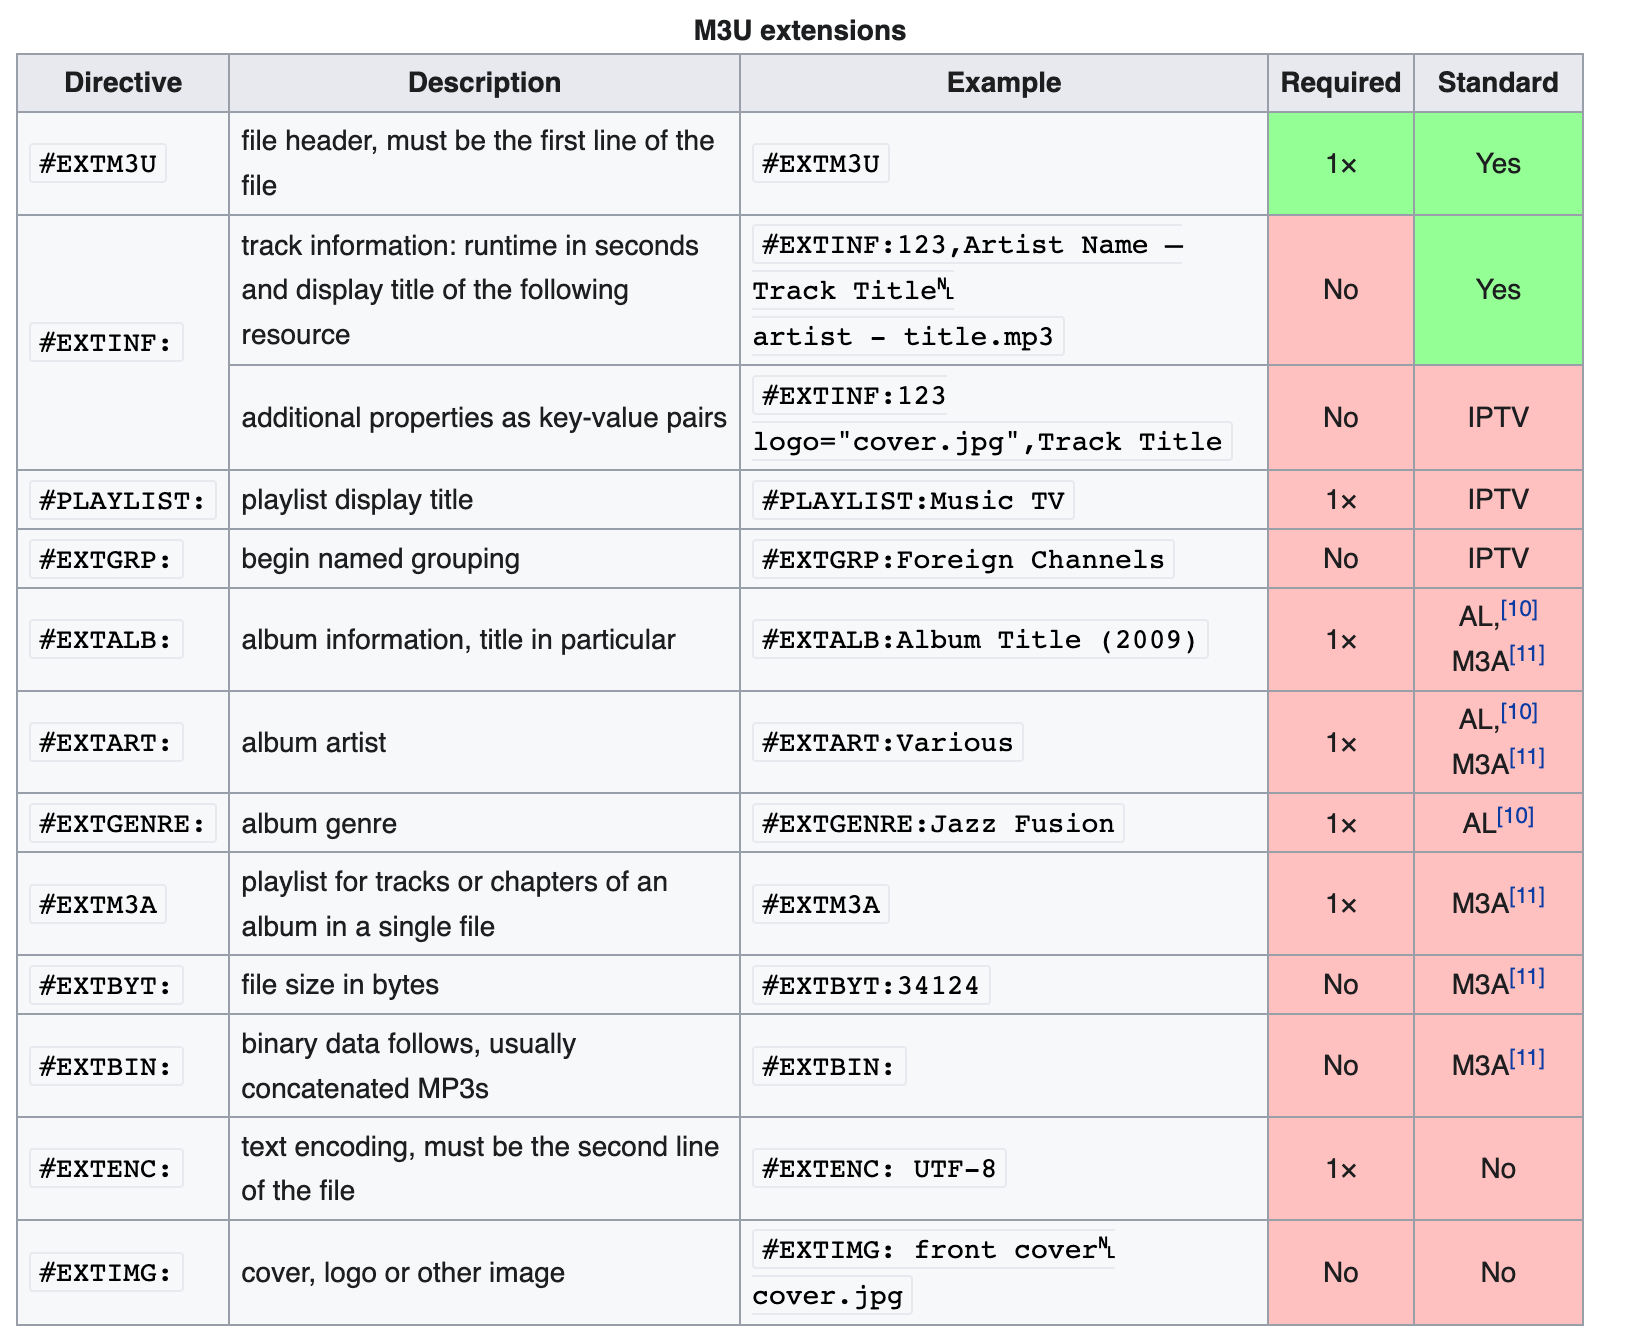 M3U extensions
Directive Description Example Required Standard
#EXTM3U file header, must be the first line of the #EXTM3U 1× Yes
file
#EXTINF: track information: runtime in seconds #EXTINF:123,Artist Name – No Yes
and display title of the following Track Title␤
resource artist - title.mp3
additional properties as key-value pairs #EXTINF:123 No IPTV
logo="cover.jpg",Track Title
#PLAYLIST: playlist display title #PLAYLIST:Music TV 1× IPTV
#EXTGRP: begin named grouping #EXTGRP:Foreign Channels No IPTV
#EXTALB: album information, title in particular #EXTALB:Album Title (2009) 1× AL,[10]
M3A[11]
#EXTART: album artist #EXTART:Various 1× AL,[10]
M3A[11]
#EXTGENRE: album genre #EXTGENRE:Jazz Fusion 1× AL[10]
#EXTM3A playlist for tracks or chapters of an #EXTM3A 1× M3A[11]
album in a single file
#EXTBYT: file size in bytes #EXTBYT:34124 No M3A[11]
#EXTBIN: binary data follows, usually #EXTBIN: No M3A[11]
concatenated MP3s
#EXTENC: text encoding, must be the second line #EXTENC: UTF-8 1× No
of the file
#EXTIMG: cover, logo or other image #EXTIMG: front cover␤ No No
cover.jpg